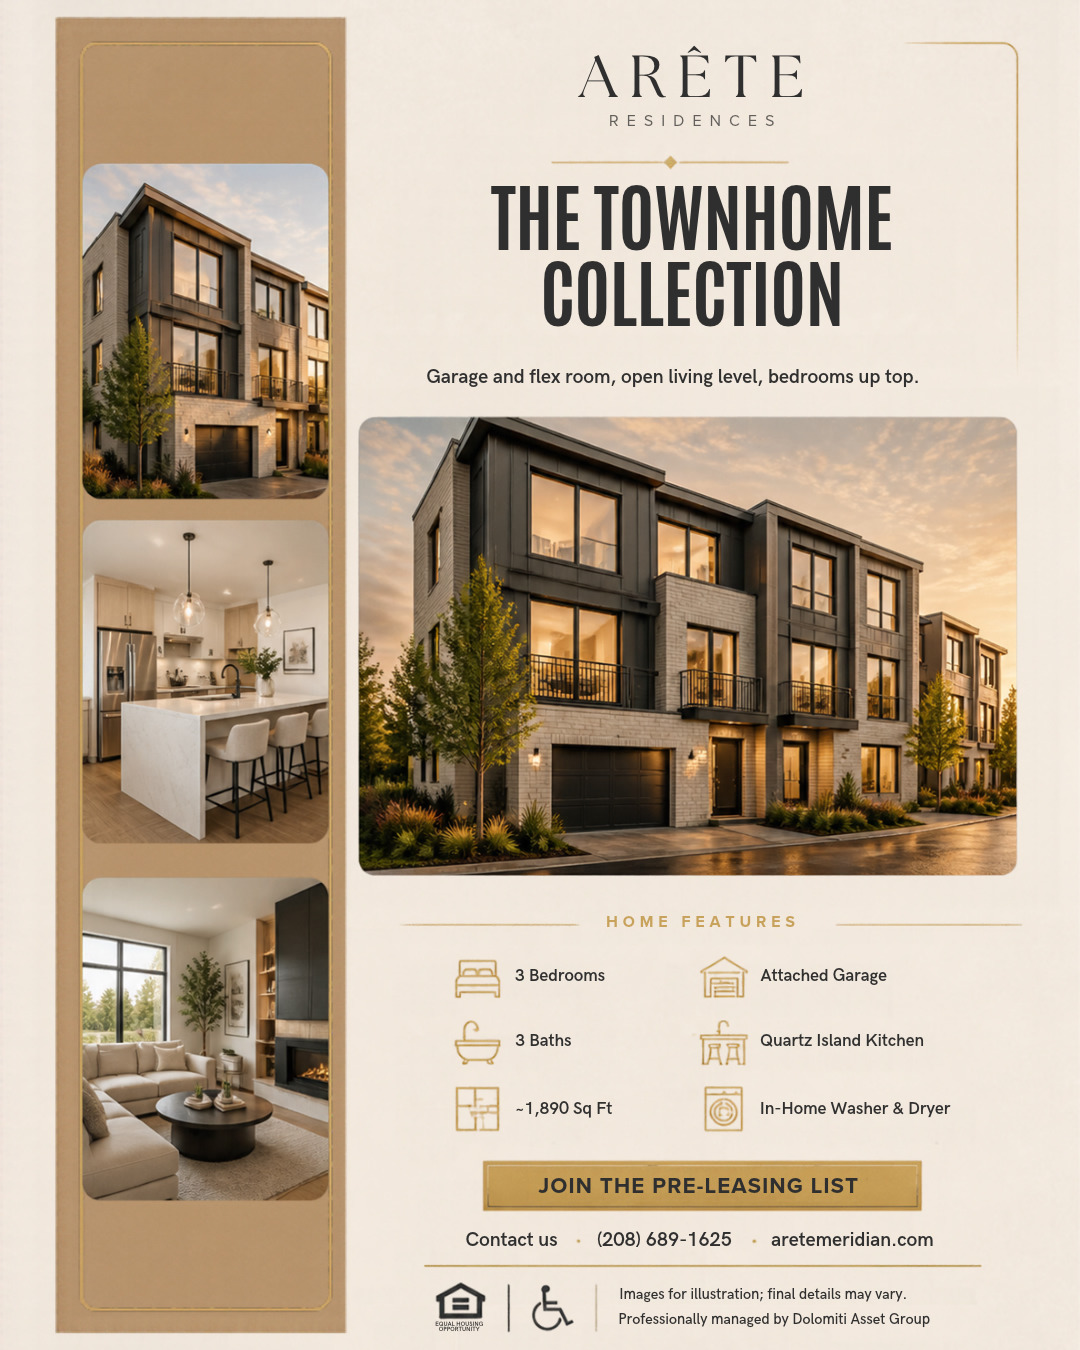 ARÊTE
RESIDENCES
THE TOWNHOME
COLLECTION
Garage and flex room, open living level, bedrooms up top.
HOME FEATURES
3 Bedrooms
Attached Garage
3 Baths
Quartz Island Kitchen
~1,890 Sq Ft
In-Home Washer & Dryer
JOIN THE PRE-LEASING LIST
Contact us • (208) 689-1625 • aretemeridian.com
EQUAL HOUSING
OPPORTUNITY
Images for illustration; final details may vary.
Professionally managed by Dolomiti Asset Group